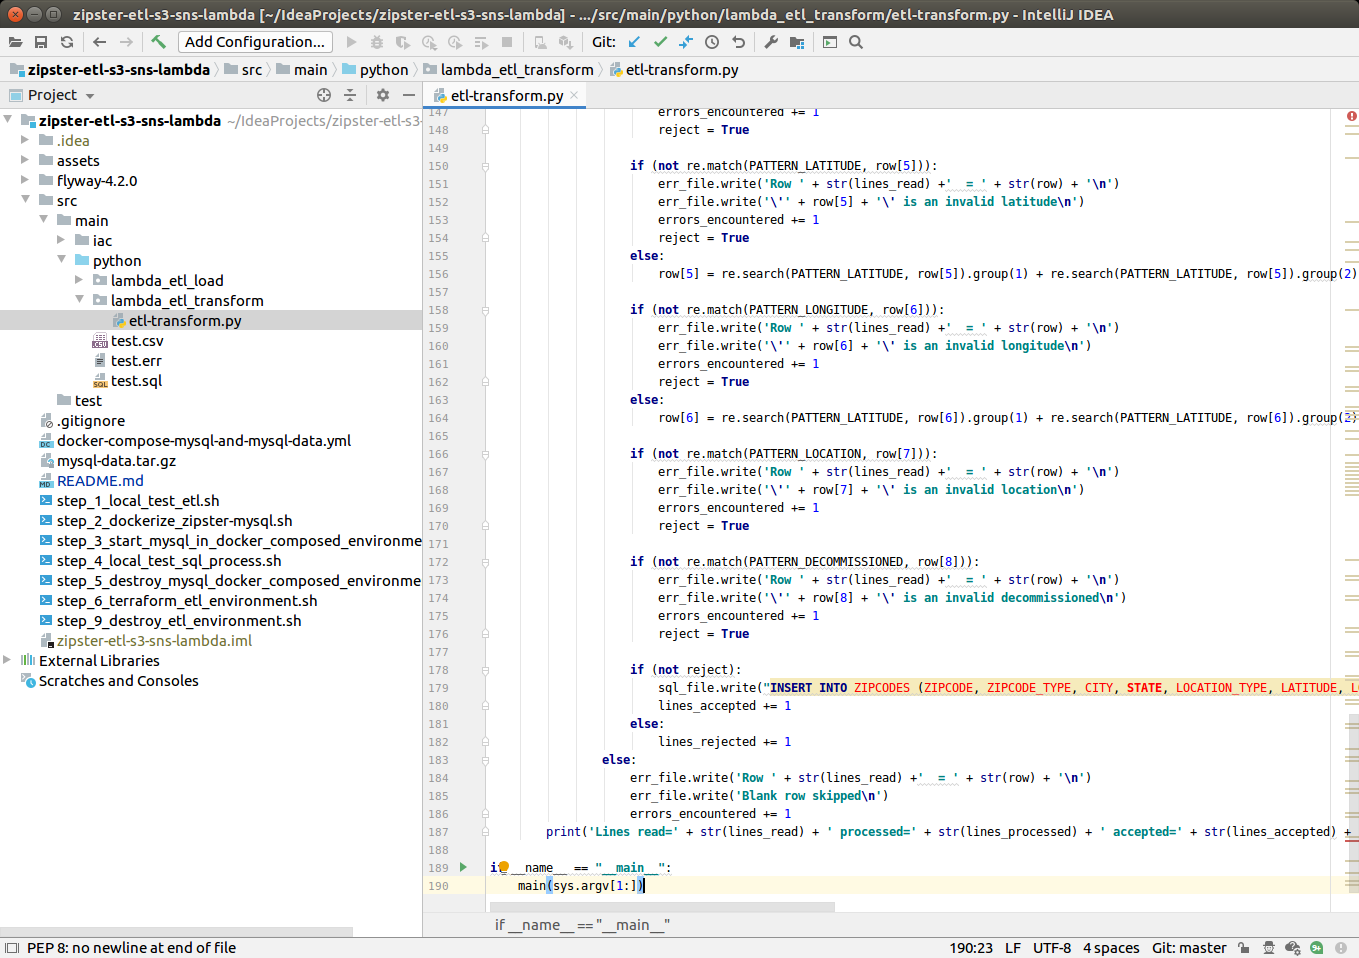 zipster-etl-s3-sns-lambda [~/IdeaProjects/zipster-etl-s3-sns-lambda] - .../src/main/python/lambda_etl_transform/etl-transform.py - IntelliJ IDEA
Add Configuration... Git:
zipster-etl-s3-sns-lambda src main python lambda_etl_transform etl-transform.py
Project
zipster-etl-s3-sns-lambda ~/IdeaProjects/zipster-etl-s3-
.idea
assets
flyway-4.2.0
src
main
iac
python
lambda_etl_load
lambda_etl_transform
etl-transform.py
test.csv
test.err
test.sql
test
.gitignore
docker-compose-mysql-and-mysql-data.yml
mysql-data.tar.gz
README.md
step_1_local_test_etl.sh
step_2_dockerize_zipster-mysql.sh
step_3_start_mysql_in_docker_composed_environme
step_4_local_test_sql_process.sh
step_5_destroy_mysql_docker_composed_environme
step_6_terraform_etl_environment.sh
step_9_destroy_etl_environment.sh
zipster-etl-s3-sns-lambda.iml
External Libraries
Scratches and Consoles
etl-transform.py
147 errors_encountered += 1
148 reject = True
149
150 if (not re.match(PATTERN_LATITUDE, row[5])):
151 err_file.write('Row ' + str(lines_read) +'  = ' + str(row) + '\n')
152 err_file.write('\'' + row[5] + '\' is an invalid latitude\n')
153 errors_encountered += 1
154 reject = True
155 else:
156 row[5] = re.search(PATTERN_LATITUDE, row[5]).group(1) + re.search(PATTERN_LATITUDE, row[5]).group(2)
157
158 if (not re.match(PATTERN_LONGITUDE, row[6])):
159 err_file.write('Row ' + str(lines_read) +'  = ' + str(row) + '\n')
160 err_file.write('\'' + row[6] + '\' is an invalid longitude\n')
161 errors_encountered += 1
162 reject = True
163 else:
164 row[6] = re.search(PATTERN_LATITUDE, row[6]).group(1) + re.search(PATTERN_LATITUDE, row[6]).group(2)
165
166 if (not re.match(PATTERN_LOCATION, row[7])):
167 err_file.write('Row ' + str(lines_read) +'  = ' + str(row) + '\n')
168 err_file.write('\'' + row[7] + '\' is an invalid location\n')
169 errors_encountered += 1
170 reject = True
171
172 if (not re.match(PATTERN_DECOMMISSIONED, row[8])):
173 err_file.write('Row ' + str(lines_read) +'  = ' + str(row) + '\n')
174 err_file.write('\'' + row[8] + '\' is an invalid decommissioned\n')
175 errors_encountered += 1
176 reject = True
177
178 if (not reject):
179 sql_file.write("INSERT INTO ZIPCODES (ZIPCODE, ZIPCODE_TYPE, CITY, STATE, LOCATION_TYPE, LATITUDE,
180 lines_accepted += 1
181 else:
182 lines_rejected += 1
183 else:
184 err_file.write('Row ' + str(lines_read) +'  = ' + str(row) + '\n')
185 err_file.write('Blank row skipped\n')
186 errors_encountered += 1
187 print('Lines read=' + str(lines_read) + ' processed=' + str(lines_processed) + ' accepted=' + str(lines_accepted) +
188
189 if __name__ == "__main__":
190 main(sys.argv[1:])
if __name__ == "__main__"
PEP 8: no newline at end of file
190:23 LF UTF-8 4 spaces Git: master